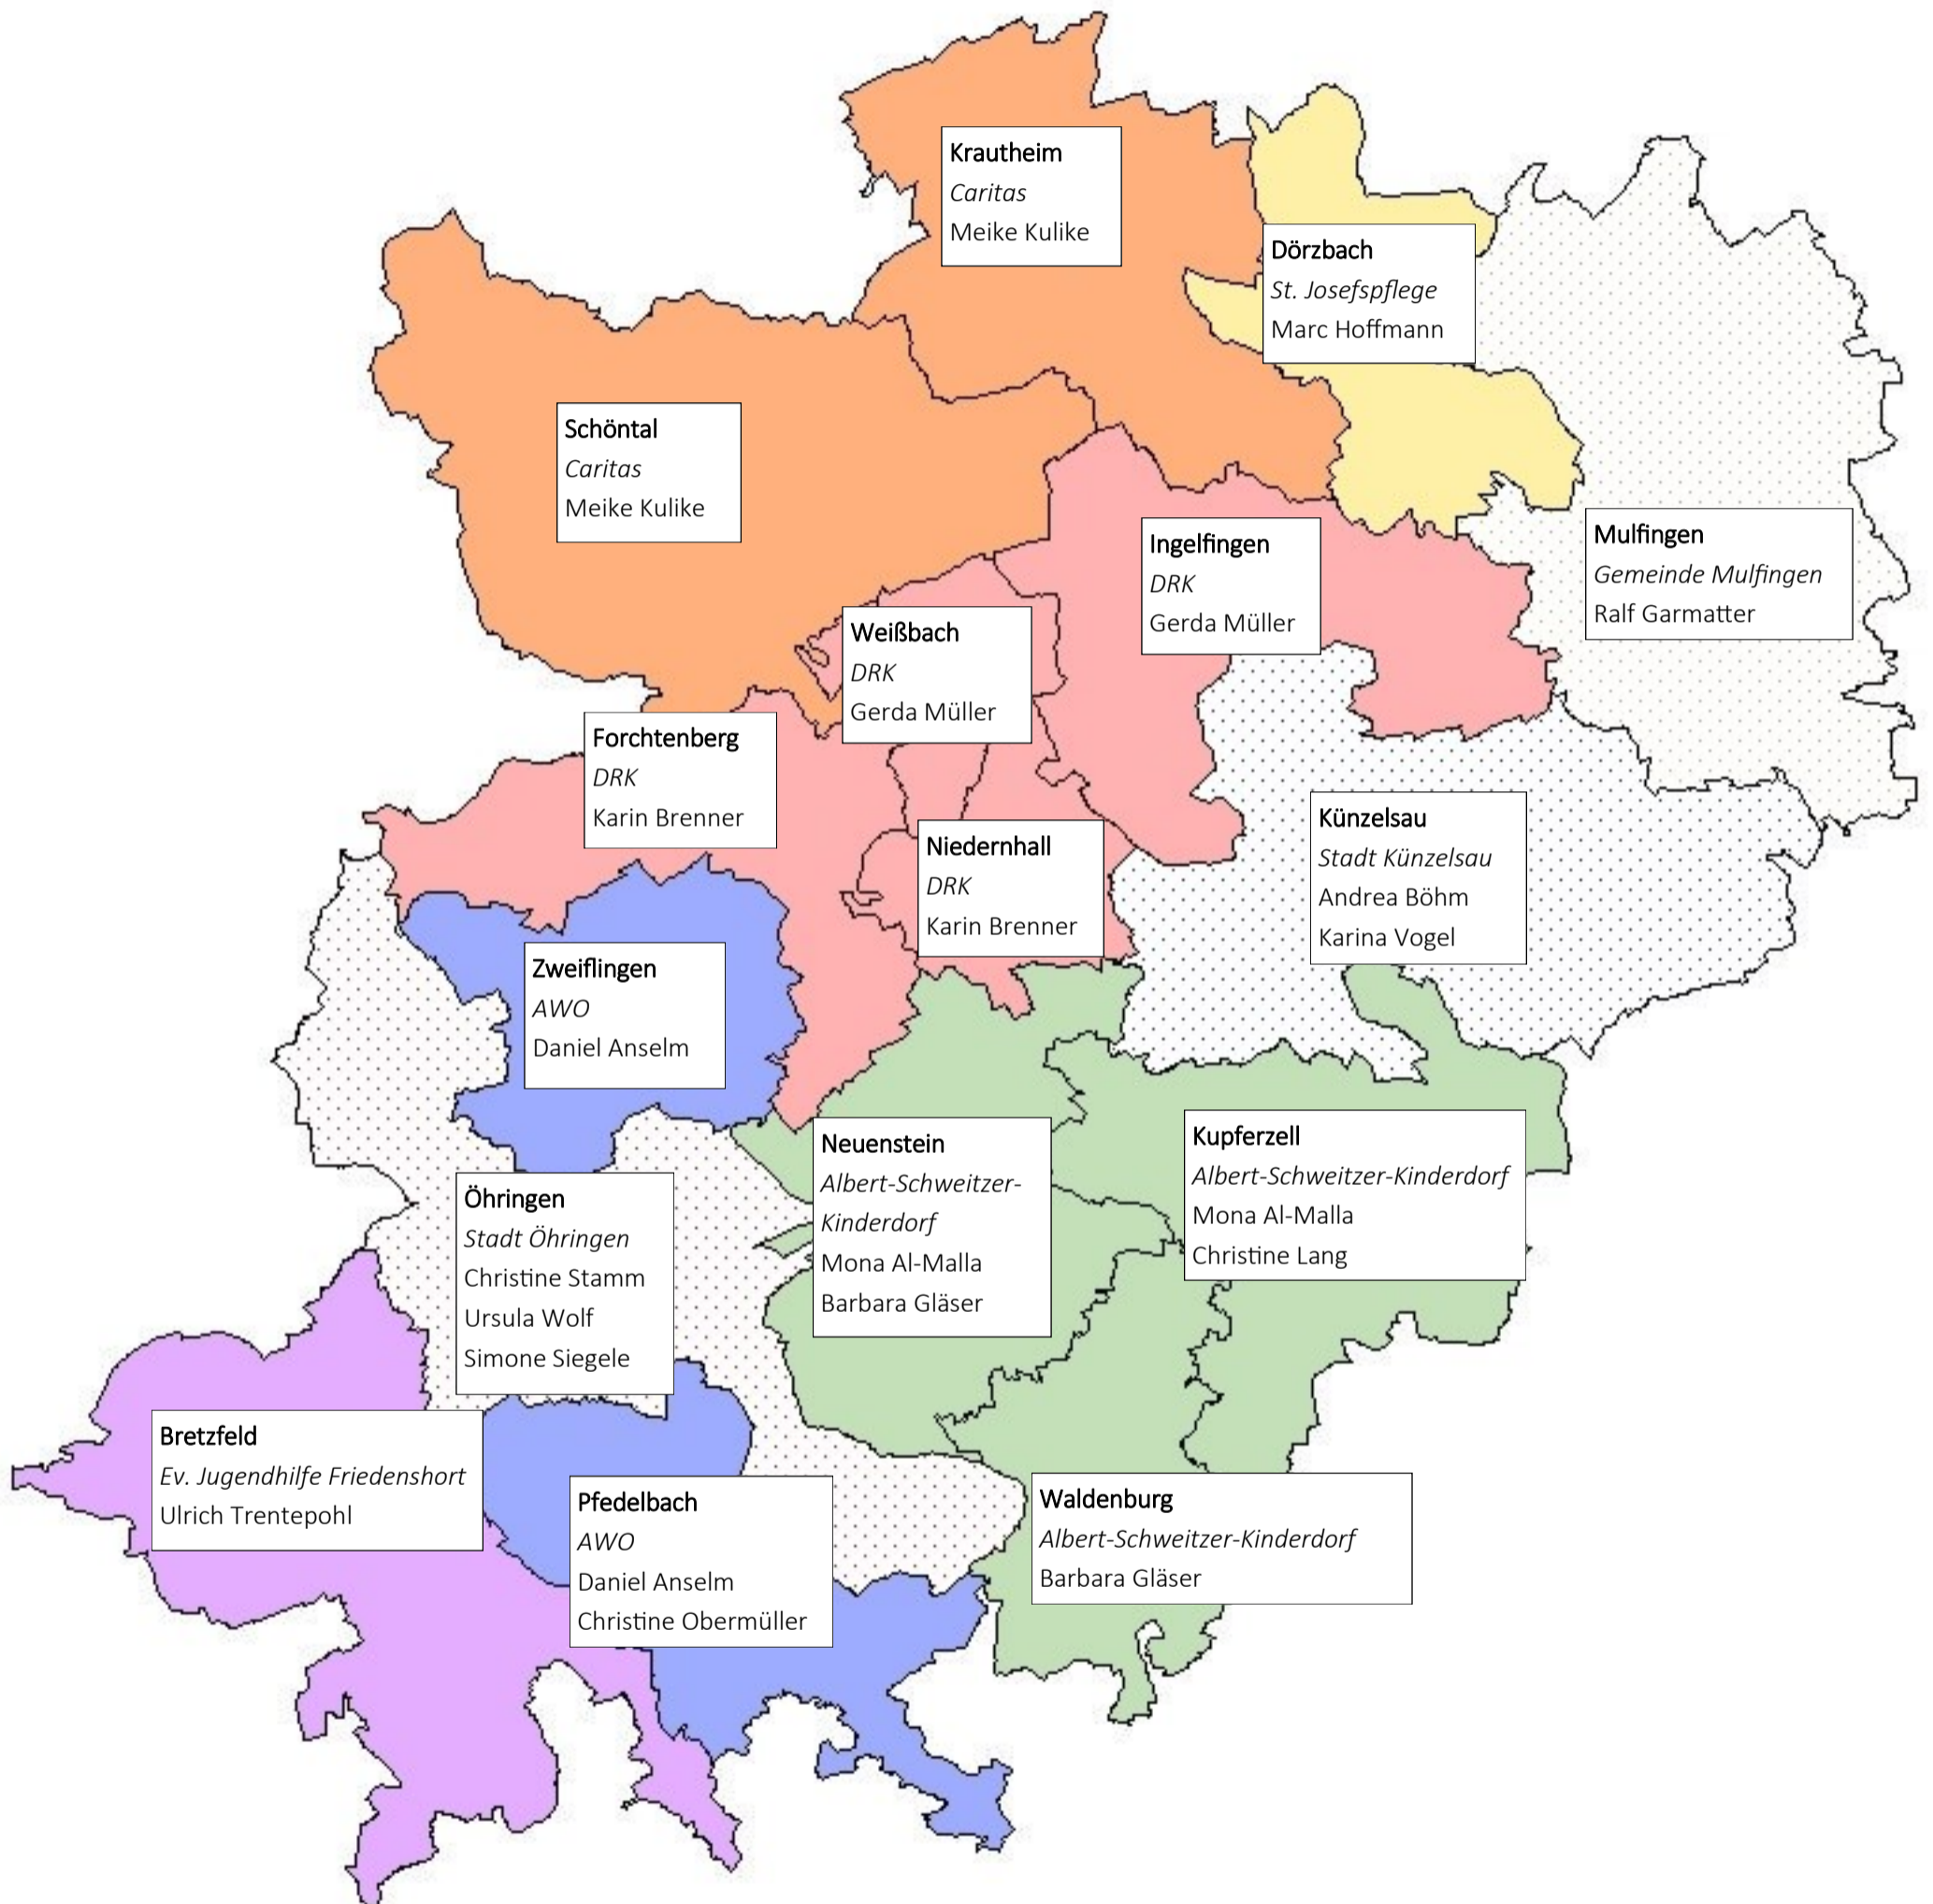 Krautheim
Caritas
Meike Kulike
Dörzbach
St. Josefspflege
Marc Hoffmann
Schöntal
Caritas
Meike Kulike
Ingelfingen
DRK
Gerda Müller
Mulfingen
Gemeinde Mulfingen
Ralf Garmatter
Weißbach
DRK
Gerda Müller
Forchtenberg
DRK
Karin Brenner
Künzelsau
Stadt Künzelsau
Andrea Böhm
Karina Vogel
Niedernhall
DRK
Karin Brenner
Zweiflingen
AWO
Daniel Anselm
Neuenstein
Albert-Schweitzer-
Kinderdorf
Mona Al-Malla
Barbara Gläser
Kupferzell
Albert-Schweitzer-Kinderdorf
Mona Al-Malla
Christine Lang
Öhringen
Stadt Öhringen
Christine Stamm
Ursula Wolf
Simone Siegele
Bretzfeld
Ev. Jugendhilfe Friedenshort
Ulrich Trentepohl
Pfedelbach
AWO
Daniel Anselm
Christine Obermüller
Waldenburg
Albert-Schweitzer-Kinderdorf
Barbara Gläser